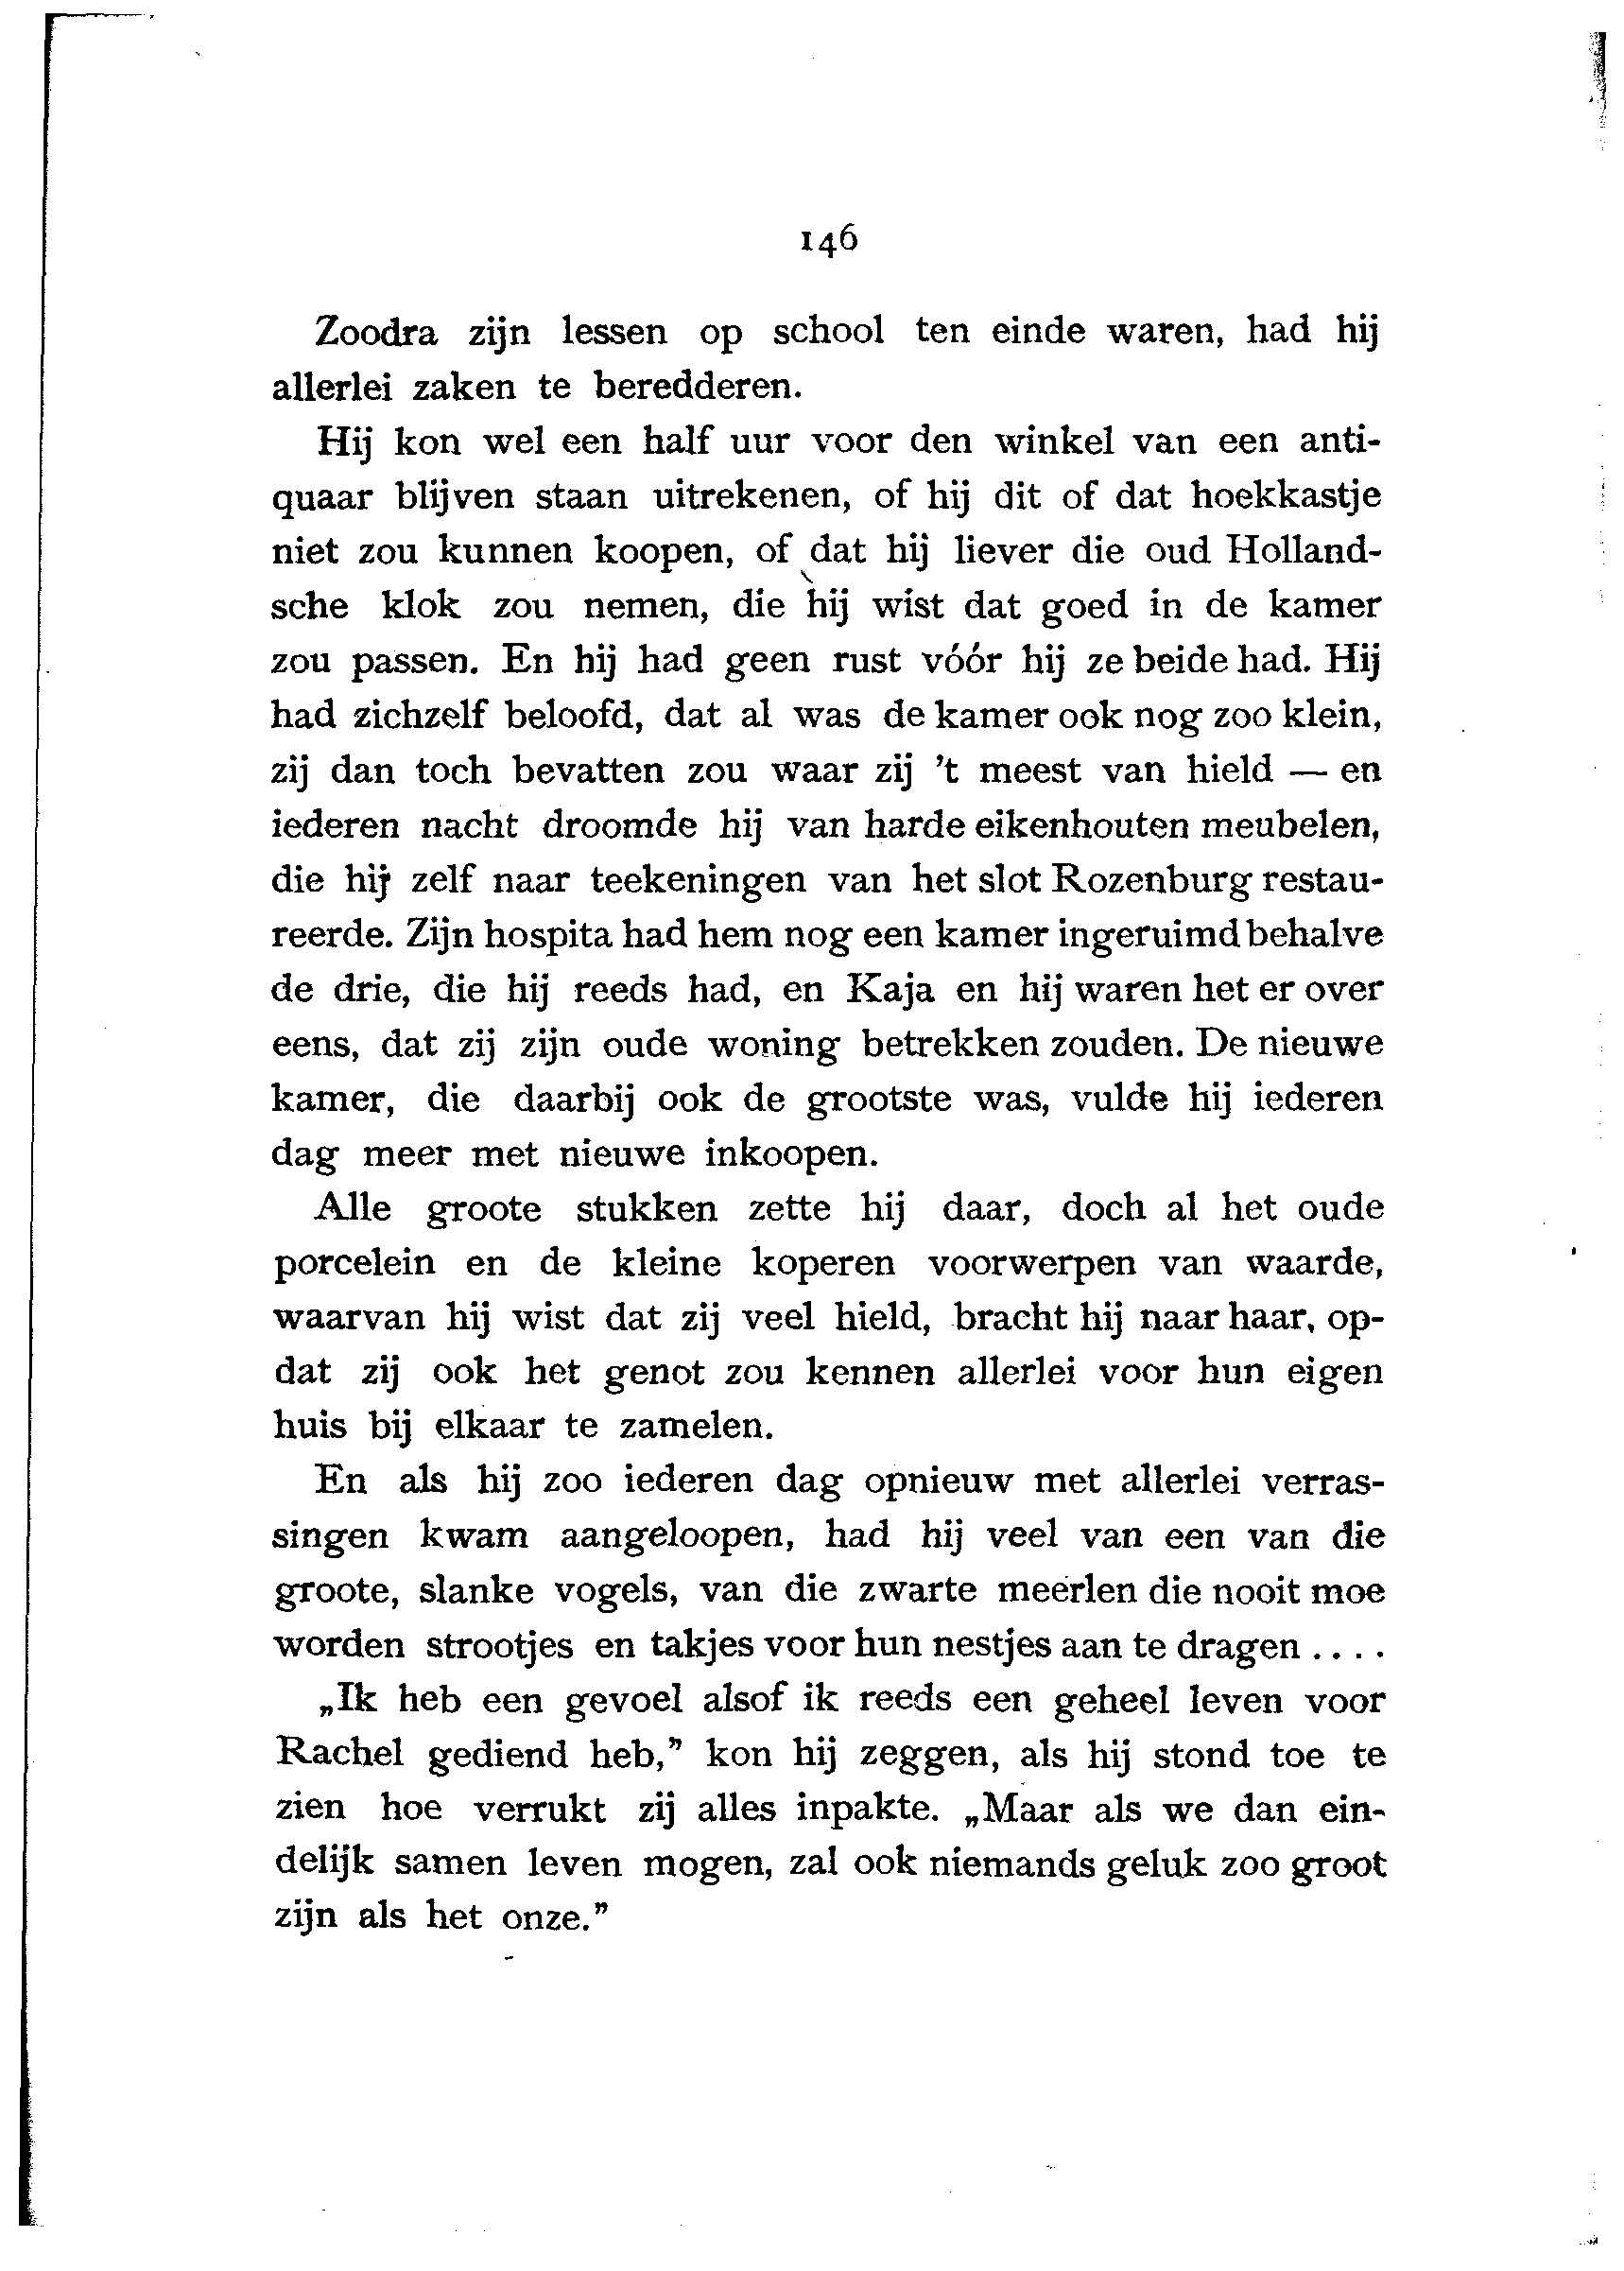 146
Zoodra zijn lessen op school ten einde waren, had hij
allerlei zaken te beredderen.
Hij kon wel een half uur voor den winkel van een anti-
quaar blijven staan uitrekenen, of hij dit of dat hoekkastje
niet zou kunnen koopen, of dat hij liever die oud Holland-
sche klok zou nemen, die hij wist dat goed in de kamer
zou passen. En hij had geen rust vóór hij ze beide had. Hij
had zichzelf beloofd, dat al was de kamer ook nog zoo klein,
zij dan toch bevatten zou waar zij 't meest van hield — en
iederen nacht droomde hij van harde eikenhouten meubelen,
die hij zelf naar teekeningen van het slot Rozenburg restau-
reerde. Zijn hospita had hem nog een kamer ingeruimd behalve
de drie, die hij reeds had, en Kaja en hij waren het er over
eens, dat zij zijn oude woning betrekken zouden. De nieuwe
kamer, die daarbij ook de grootste was, vulde hij iederen
dag meer met nieuwe inkoopen.
Alle groote stukken zette hij daar, doch al het oude
porcelein en de kleine koperen voorwerpen van waarde,
waarvan hij wist dat zij veel hield, bracht hij naar haar, op-
dat zij ook het genot zou kennen allerlei voor hun eigen
huis bij elkaar te zamelen.
En als hij zoo iederen dag opnieuw met allerlei verras-
singen kwam aangeloopen, had hij veel van een van die
groote, slanke vogels, van die zwarte meerlen die nooit moe
worden strootjes en takjes voor hun nestjes aan te dragen ....
„Ik heb een gevoel alsof ik reeds een geheel leven voor
Rachel gediend heb,” kon hij zeggen, als hij stond toe te
zien hoe verrukt zij alles inpakte. „Maar als we dan ein-
delijk samen leven mogen, zal ook niemands geluk zoo groot
zijn als het onze.”